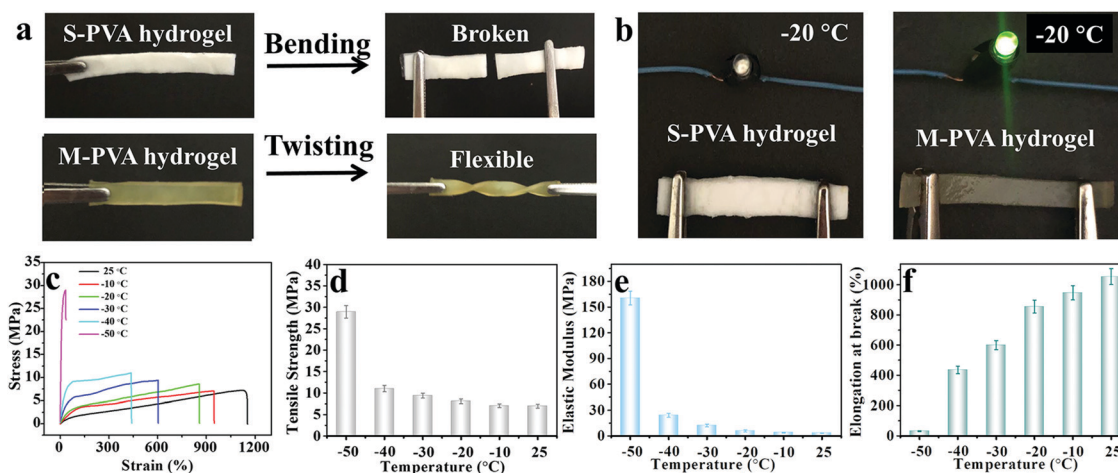 a
S-PVA hydrogel
Bending
Broken
M-PVA hydrogel
Twisting
Flexible
b
-20 °C
S-PVA hydrogel
-20 °C
M-PVA hydrogel
c
35
30
25
20
15
10
5
0
Stress (MPa)
25 °C
-10 °C
-20 °C
-30 °C
-40 °C
-50 °C
0 300 600 900 1200
Strain (%)
d
40
35
30
25
20
15
10
5
0
Tensile Strength (MPa)
-50 -40 -30 -20 -10 25
Temperature (°C)
e
180
150
120
90
60
30
0
Elastic Modulus (MPa)
-50 -40 -30 -20 -10 25
Temperature (°C)
f
1000
800
600
400
200
0
Elongation at break (%)
-50 -40 -30 -20 -10 25
Temperature (°C)